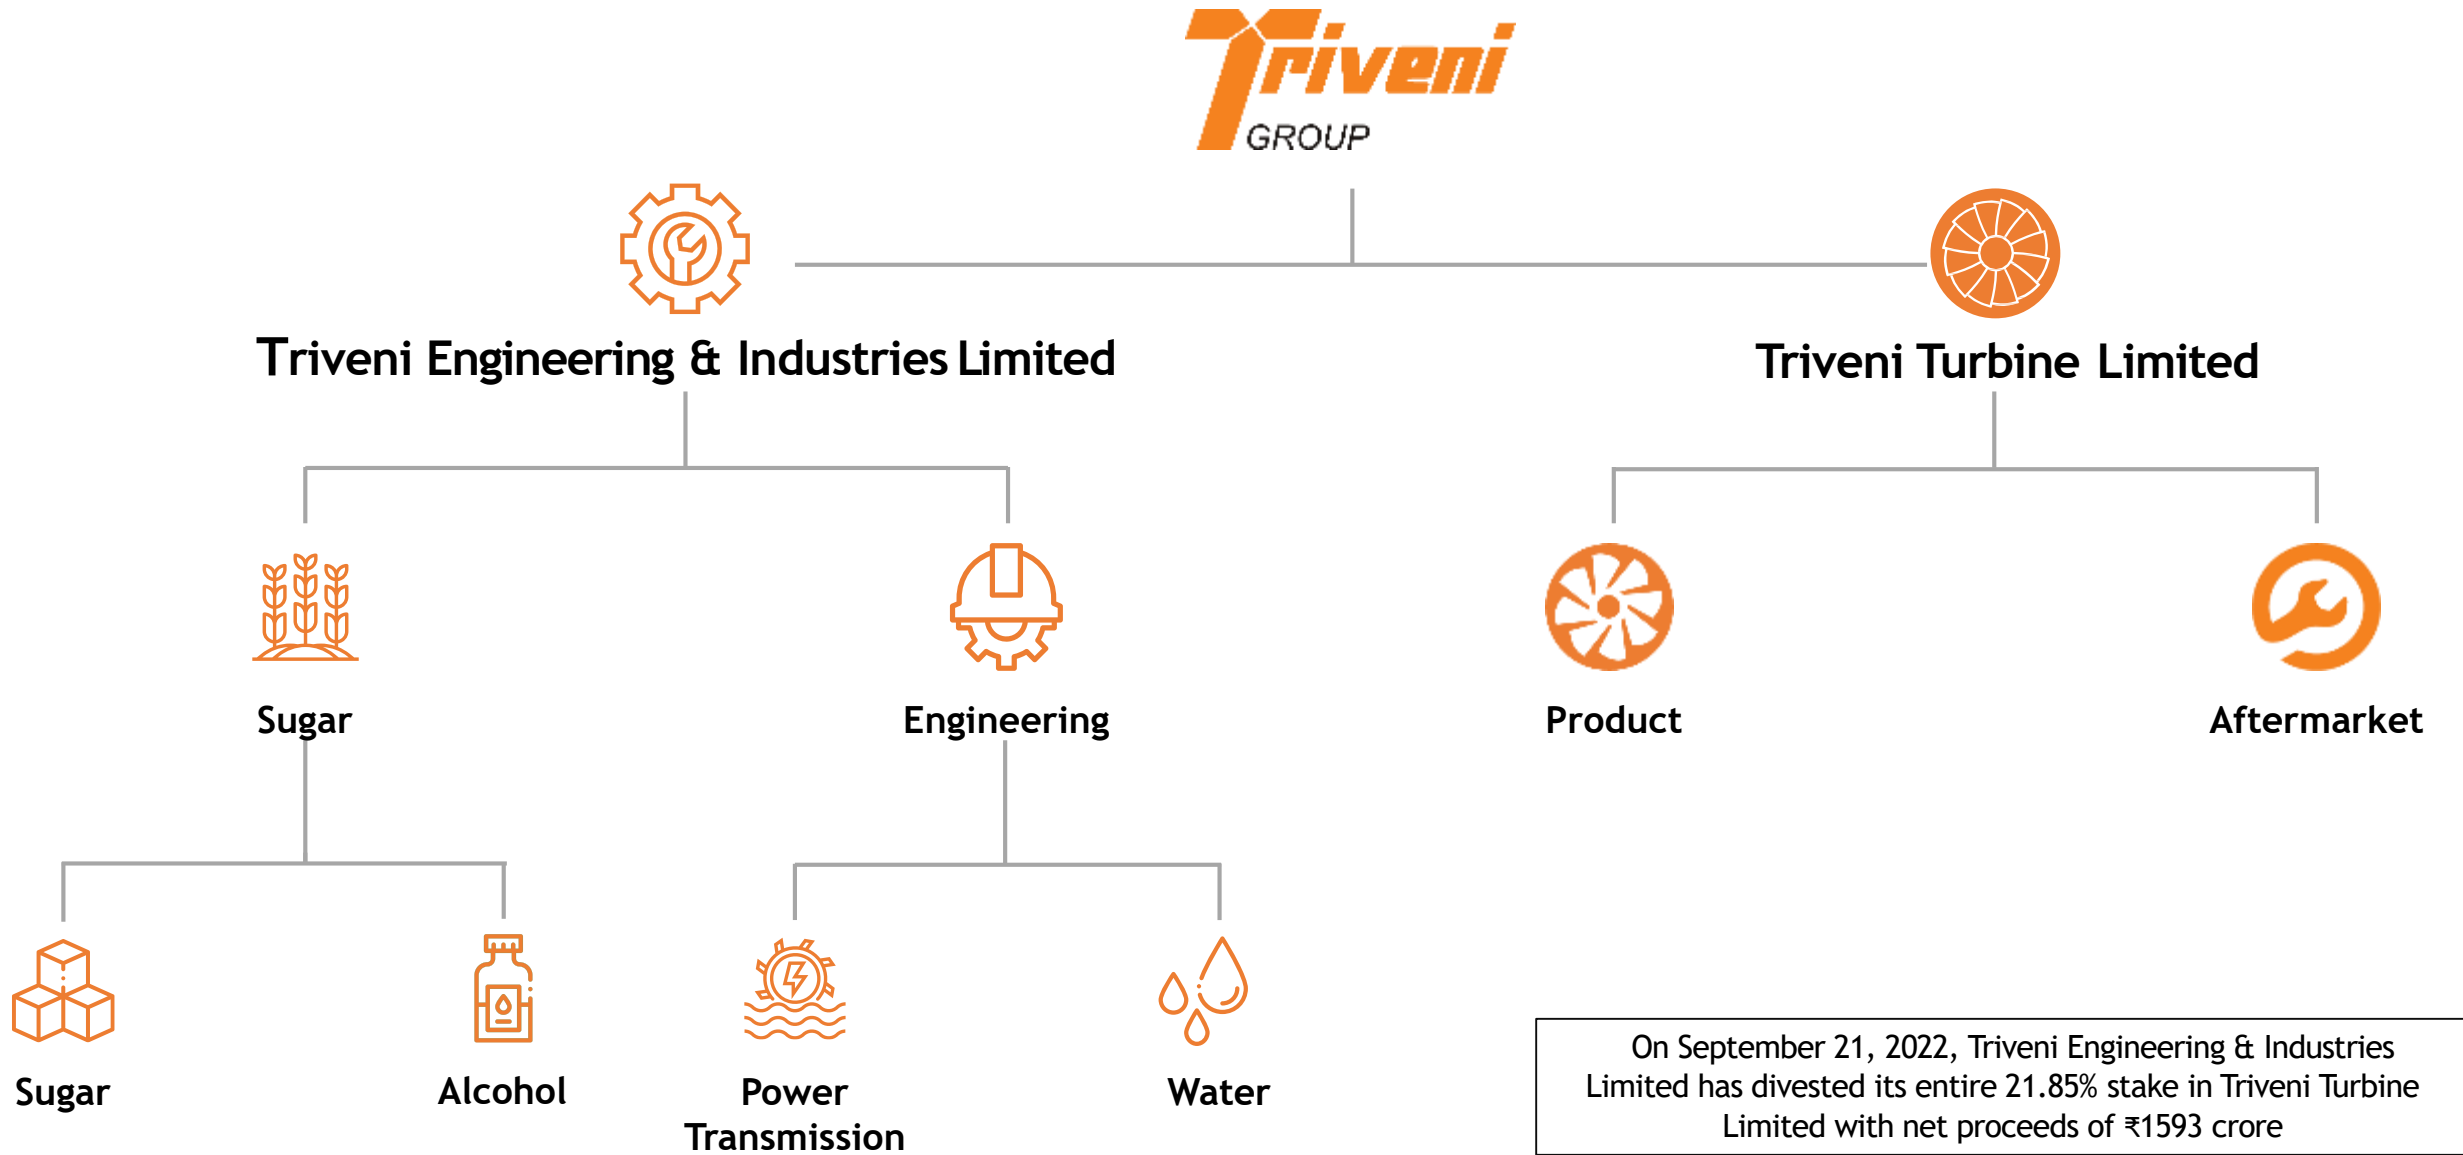 Triveni
GROUP
Triveni Engineering & Industries Limited
Triveni Turbine Limited
Sugar
Engineering
Product
Aftermarket
Sugar
Alcohol
Power
Transmission
Water
On September 21, 2022, Triveni Engineering & Industries
Limited has divested its entire 21.85% stake in Triveni Turbine
Limited with net proceeds of ₹1593 crore